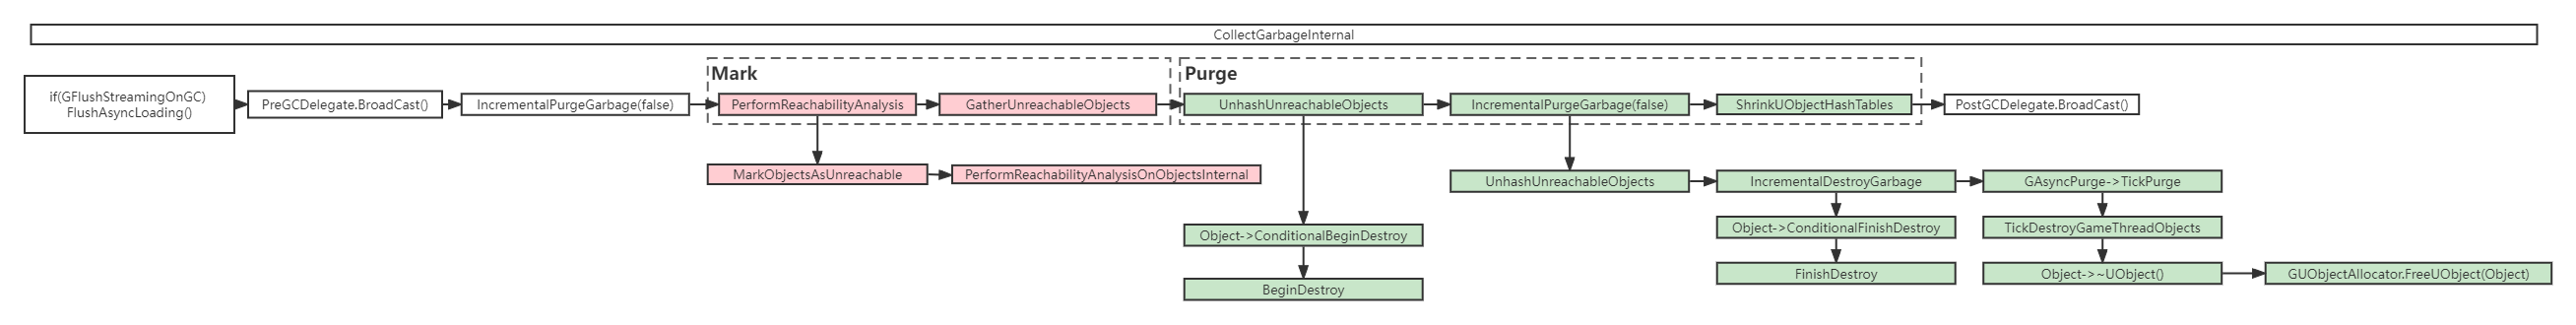 CollectGarbageInternal
Mark
Purge
if(GFlushStreamingOnGC)
FlushAsyncLoading()
PreGCDelegate.BroadCast()
IncrementalPurgeGarbage(false)
PerformReachabilityAnalysis
GatherUnreachableObjects
UnhashUnreachableObjects
IncrementalPurgeGarbage(false)
ShrinkUObjectHashTables
PostGCDelegate.BroadCast()
MarkObjectsAsUnreachable
PerformReachabilityAnalysisOnObjectsInternal
UnhashUnreachableObjects
IncrementalDestroyGarbage
GAsyncPurge->TickPurge
Object->ConditionalBeginDestroy
Object->ConditionalFinishDestroy
TickDestroyGameThreadObjects
BeginDestroy
FinishDestroy
Object->~UObject()
GUObjectAllocator.FreeUObject(Object)